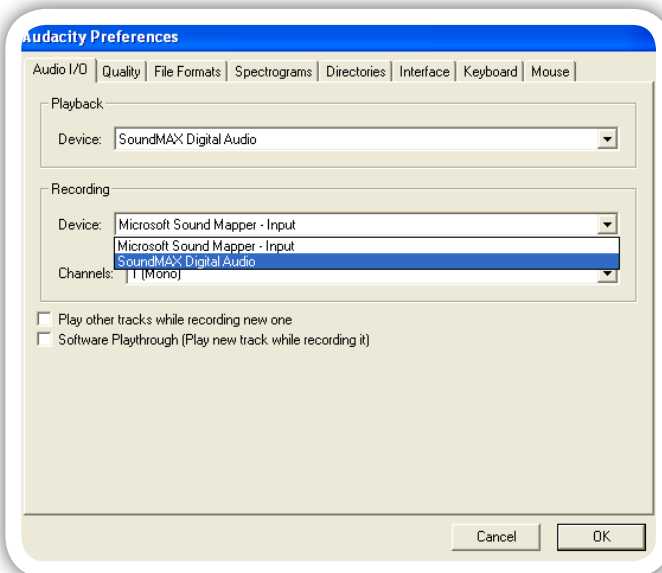 Audacity Preferences
Audio I/O Quality File Formats Spectrograms Directories Interface Keyboard Mouse
Playback
Device: SoundMAX Digital Audio
Recording
Device: Microsoft Sound Mapper - Input
Microsoft Sound Mapper - Input
SoundMAX Digital Audio
Channels: 1 (Mono)
Play other tracks while recording new one
Software Playthrough (Play new track while recording it)
Cancel OK